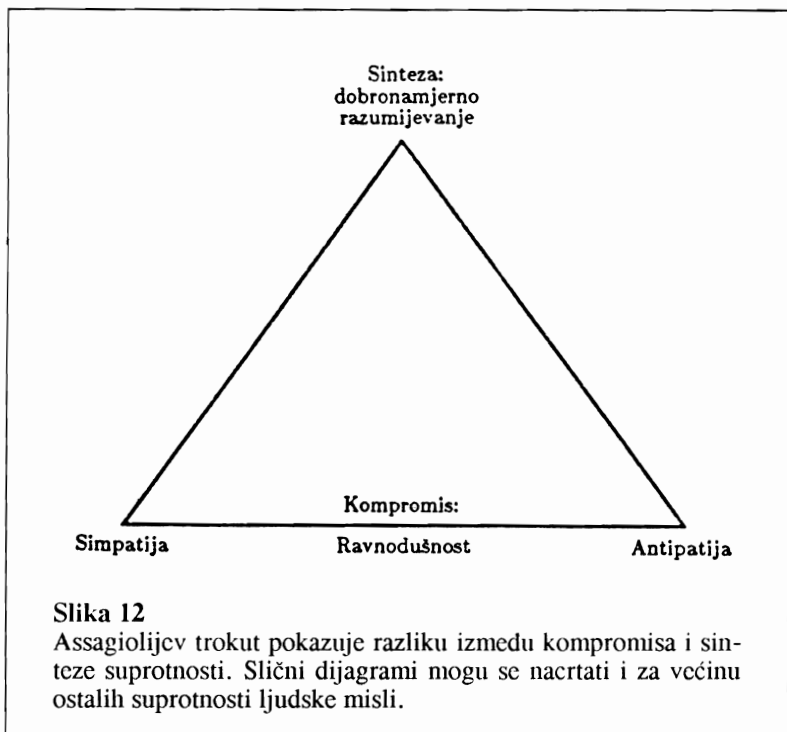 Sinteza:
dobronamjerno
razumijevanje
Kompromis:
Simpatija Ravnodušnost Antipatija
Slika 12
Assagiolijev trokut pokazuje razliku između kompromisa i sin-
teze suprotnosti. Slični dijagrami mogu se nacrtati i za većinu
ostalih suprotnosti ljudske misli.